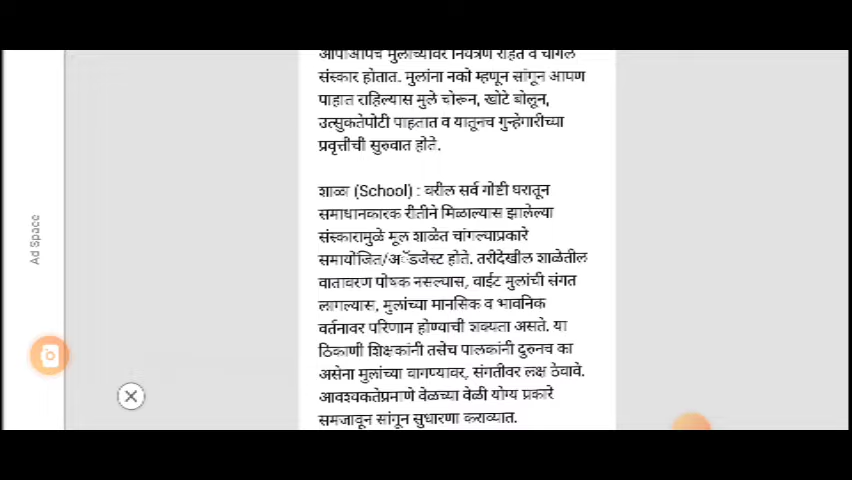 आपोआपच मुलांच्यावर नियंत्रण राहते व चांगले
संस्कार होतात. मुलांना नको म्हणून सांगून आपण
पाहात राहिल्यास मुले चोरून, खोटे बोलून,
उत्सुकतेपोटी पाहतात व यातूनच गुन्हेगारीच्या
प्रवृत्तीची सुरुवात होते.
शाळा (School) : वरील सर्व गोष्टी घरातून
समाधानकारक रीतीने मिळाल्यास झालेल्या
संस्कारामुळे मूल शाळेत चांगल्याप्रकारे
समायोजित/अॅडजेस्ट होते. तरीदेखील शाळेतील
वातावरण पोषक नसल्यास, वाईट मुलांची संगत
लागल्यास, मुलांच्या मानसिक व भावनिक
वर्तनावर परिणाम होण्याची शक्यता असते. या
ठिकाणी शिक्षकांनी तसेच पालकांनी दुरुनच का
असेना मुलांच्या वागण्यावर, संगतीवर लक्ष ठेवावे.
आवश्यकतेप्रमाणे वेळच्या वेळी योग्य प्रकारे
समजावून सांगून सुधारणा कराव्यात.
Ad Space